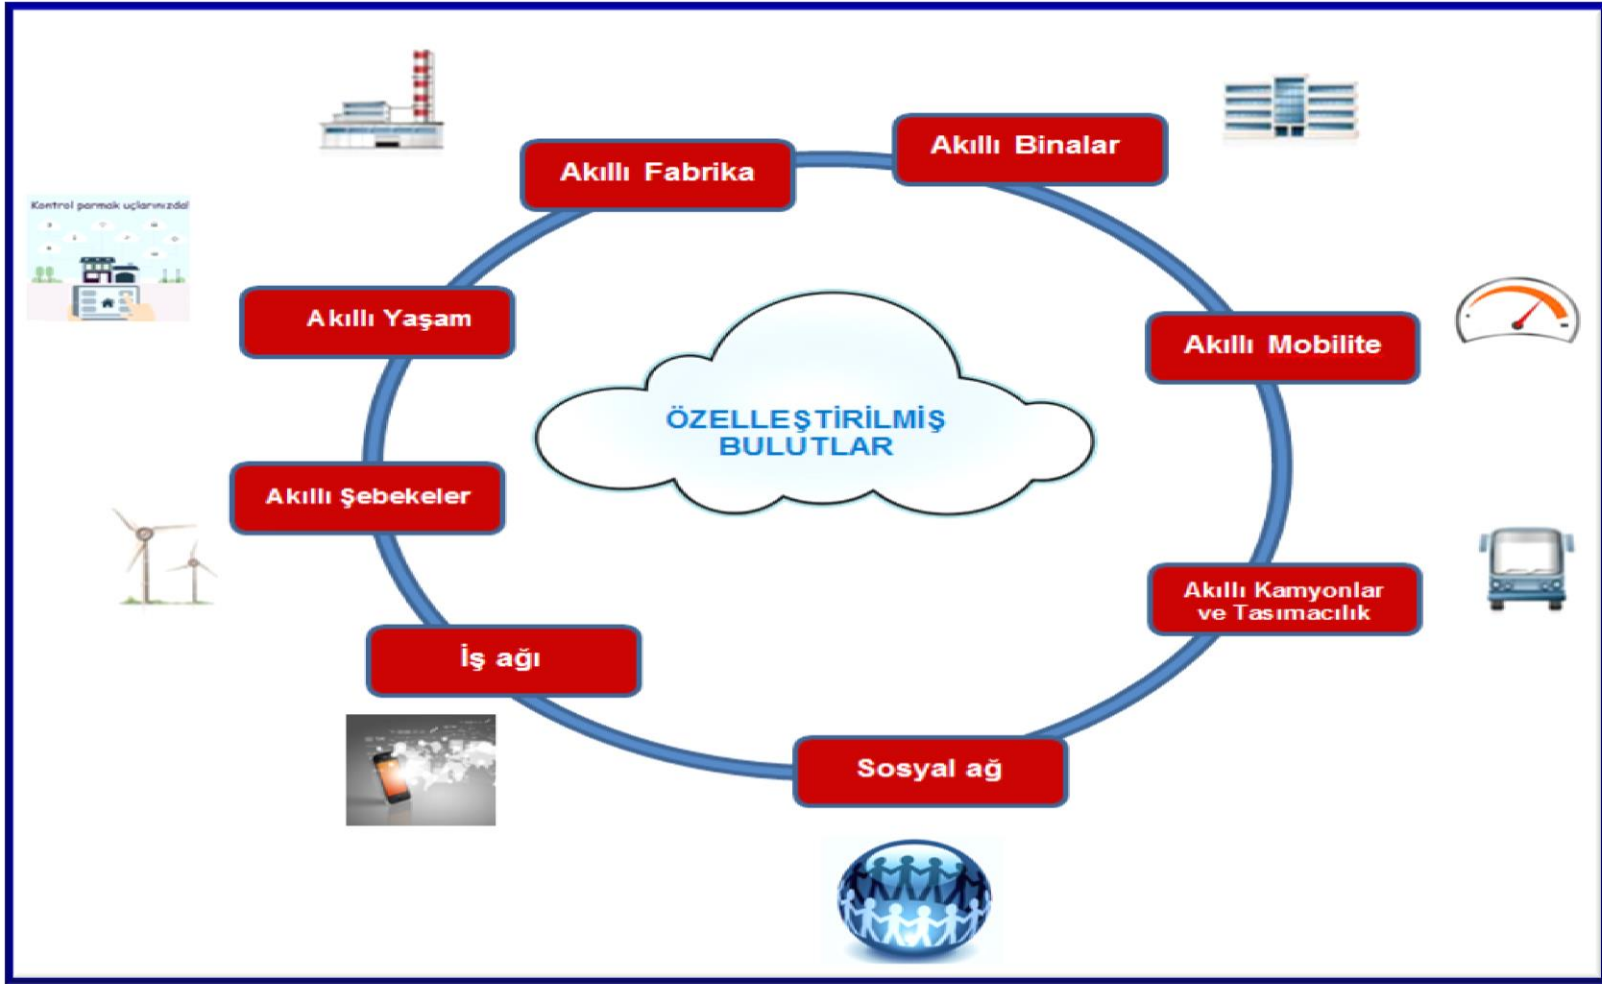 Akıllı Binalar
Akıllı Fabrika
Kontrol parmak uçlarınızda!
Akıllı Yaşam
Akıllı Mobilite
ÖZELLEŞTİRİLMİŞ
BULUTLAR
Akıllı Şebekeler
Akıllı Kamyonlar
ve Tasımacılık
İş ağı
Sosyal ağ